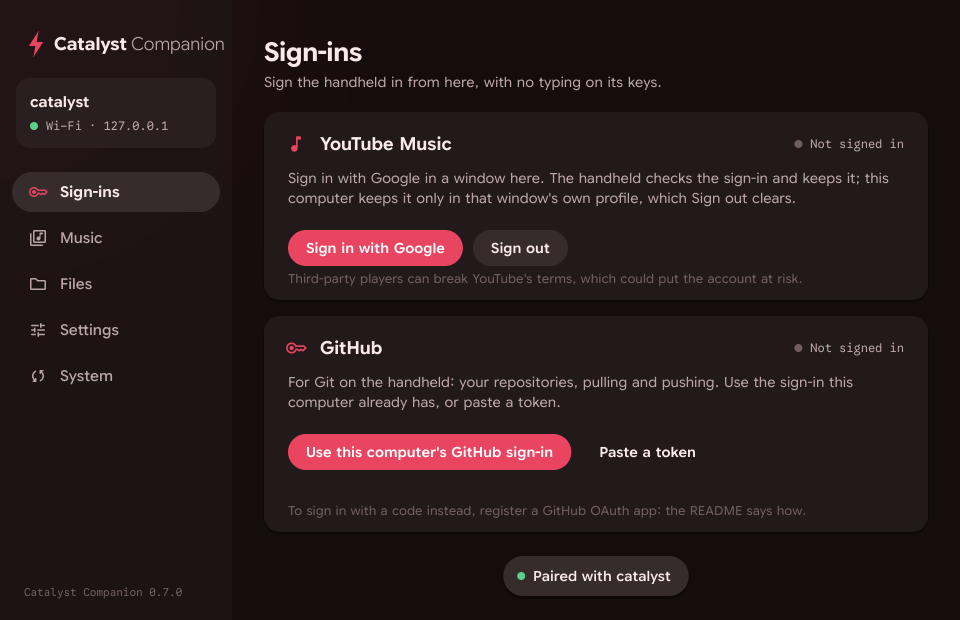 Catalyst Companion
catalyst
Wi-Fi · 127.0.0.1
Sign-ins
Music
Files
Settings
System
Catalyst Companion 0.7.0
Sign-ins
Sign the handheld in from here, with no typing on its keys.
YouTube Music
Not signed in
Sign in with Google in a window here. The handheld checks the sign-in and keeps it; this
computer keeps it only in that window's own profile, which Sign out clears.
Sign in with Google
Sign out
Third-party players can break YouTube's terms, which could put the account at risk.
GitHub
Not signed in
For Git on the handheld: your repositories, pulling and pushing. Use the sign-in this
computer already has, or paste a token.
Use this computer's GitHub sign-in
Paste a token
To sign in with a code instead, register a GitHub OAuth app: the README says how.
Paired with catalyst